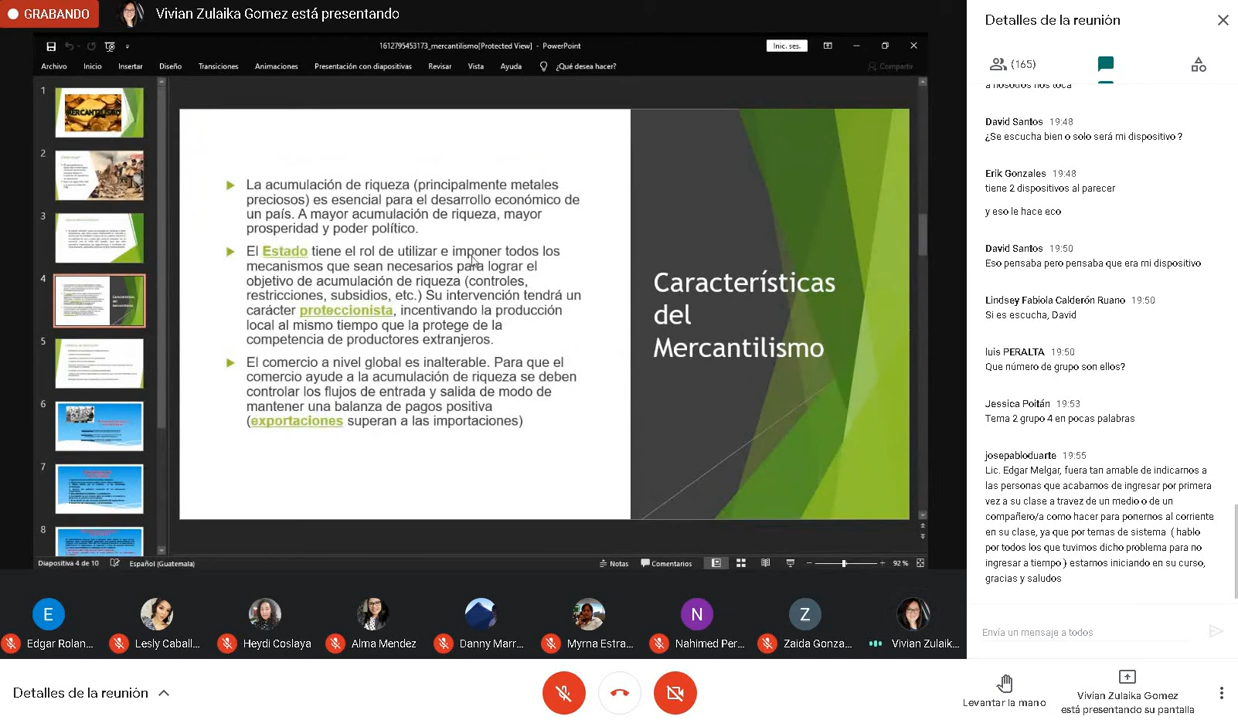 GRABANDO
Vivian Zulaika Gomez está presentando
1612795453173_mercantilismo[Protected View] - PowerPoint
Inic. ses.
Archivo Inicio Insertar Diseño Transiciones Animaciones Presentación con diapositivas Revisar Vista Ayuda ¿Qué desea hacer? Compartir
1
MERCANTILISMO
2
3
4
5
6
7
8
La acumulación de riqueza (principalmente metales
preciosos) es esencial para el desarrollo económico de
un país. A mayor acumulación de riqueza, mayor
prosperidad y poder político.
El Estado tiene el rol de utilizar e imponer todos los
mecanismos que sean necesarios para lograr el
objetivo de acumulación de riqueza (controles,
restricciones, subsidios, etc.) Su intervención tendrá un
carácter proteccionista, incentivando la producción
local al mismo tiempo que la protege de la
competencia de productores extranjeros.
El comercio a nivel global es inalterable. Para que el
comercio ayude a la acumulación de riqueza se deben
controlar los flujos de entrada y salida de modo de
mantener una balanza de pagos positiva
(exportaciones superan a las importaciones)
Características
del
Mercantilismo
Diapositiva 4 de 10 Español (Guatemala) Notas Comentarios 92 %
E
N
Z
Edgar Rolan... Lesly Caball... Heydi Coslaya Alma Mendez Danny Marr... Myrna Estra... Nahimed Per... Zaida Gonza... Vivian Zulaik...
Detalles de la reunión
Levantar la mano
Vivian Zulaika Gomez
está presentando su pantalla
Detalles de la reunión
(165)
a nosotros nos toca
David Santos 19:48
¿Se escucha bien o solo será mi dispositivo ?
Erik Gonzales 19:48
tiene 2 dispositivos al parecer
y eso le hace eco
David Santos 19:50
Eso pensaba pero pensaba que era mi dispositivo
Lindsey Fabiola Calderón Ruano 19:50
Si es escucha, David
luis PERALTA 19:50
Que número de grupo son ellos?
Jessica Poitán 19:53
Tema 2 grupo 4 en pocas palabras
josepabloduarte 19:55
Lic. Edgar Melgar, fuera tan amable de indicarnos a
las personas que acabamos de ingresar por primera
vez a su clase a travez de un medio o de un
compañero/a como hacer para ponernos al corriente
en su clase, ya que por temas de sistema ( hablo
por todos los que tuvimos dicho problema para no
ingresar a tiempo ) estamos iniciando en su curso,
gracias y saludos
Envía un mensaje a todos